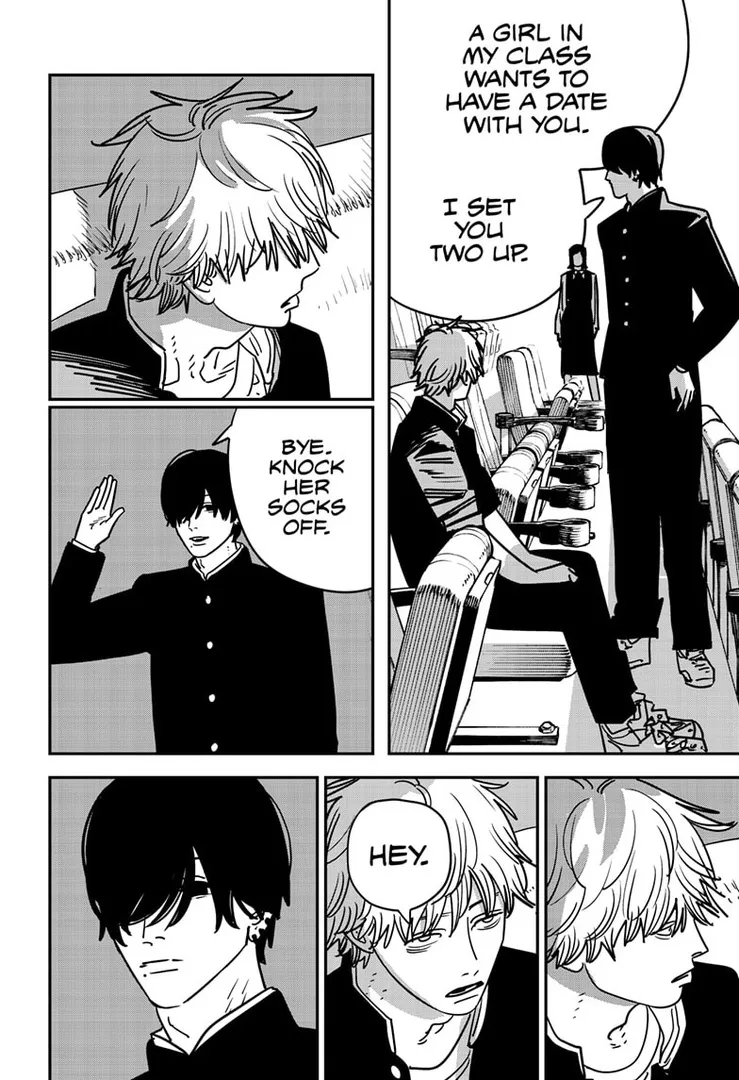 A GIRL IN
MY CLASS
WANTS TO
HAVE A DATE
WITH YOU.
I SET
YOU
TWO UP.
BYE.
KNOCK
HER
SOCKS
OFF.
HEY.